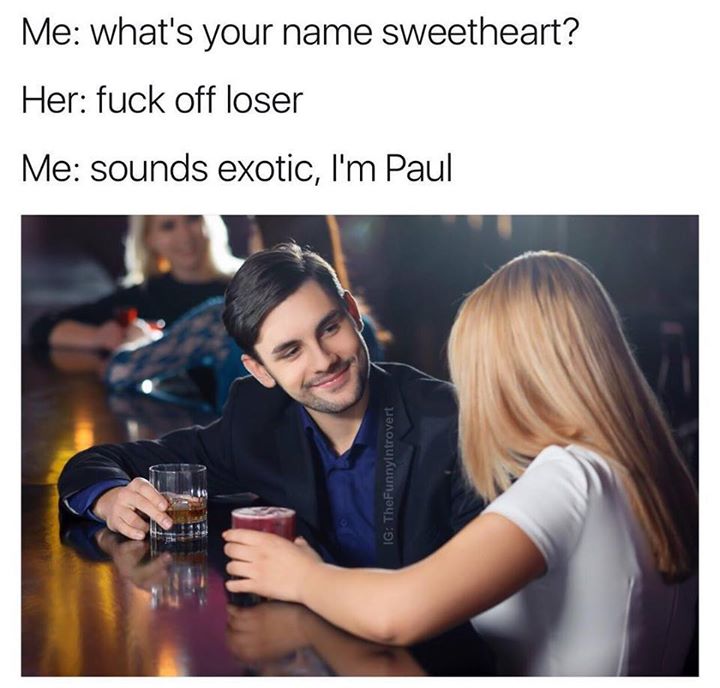 Me: what's your name sweetheart?
Her: fuck off loser
Me: sounds exotic, I'm Paul
IG: TheFunnyIntrovert